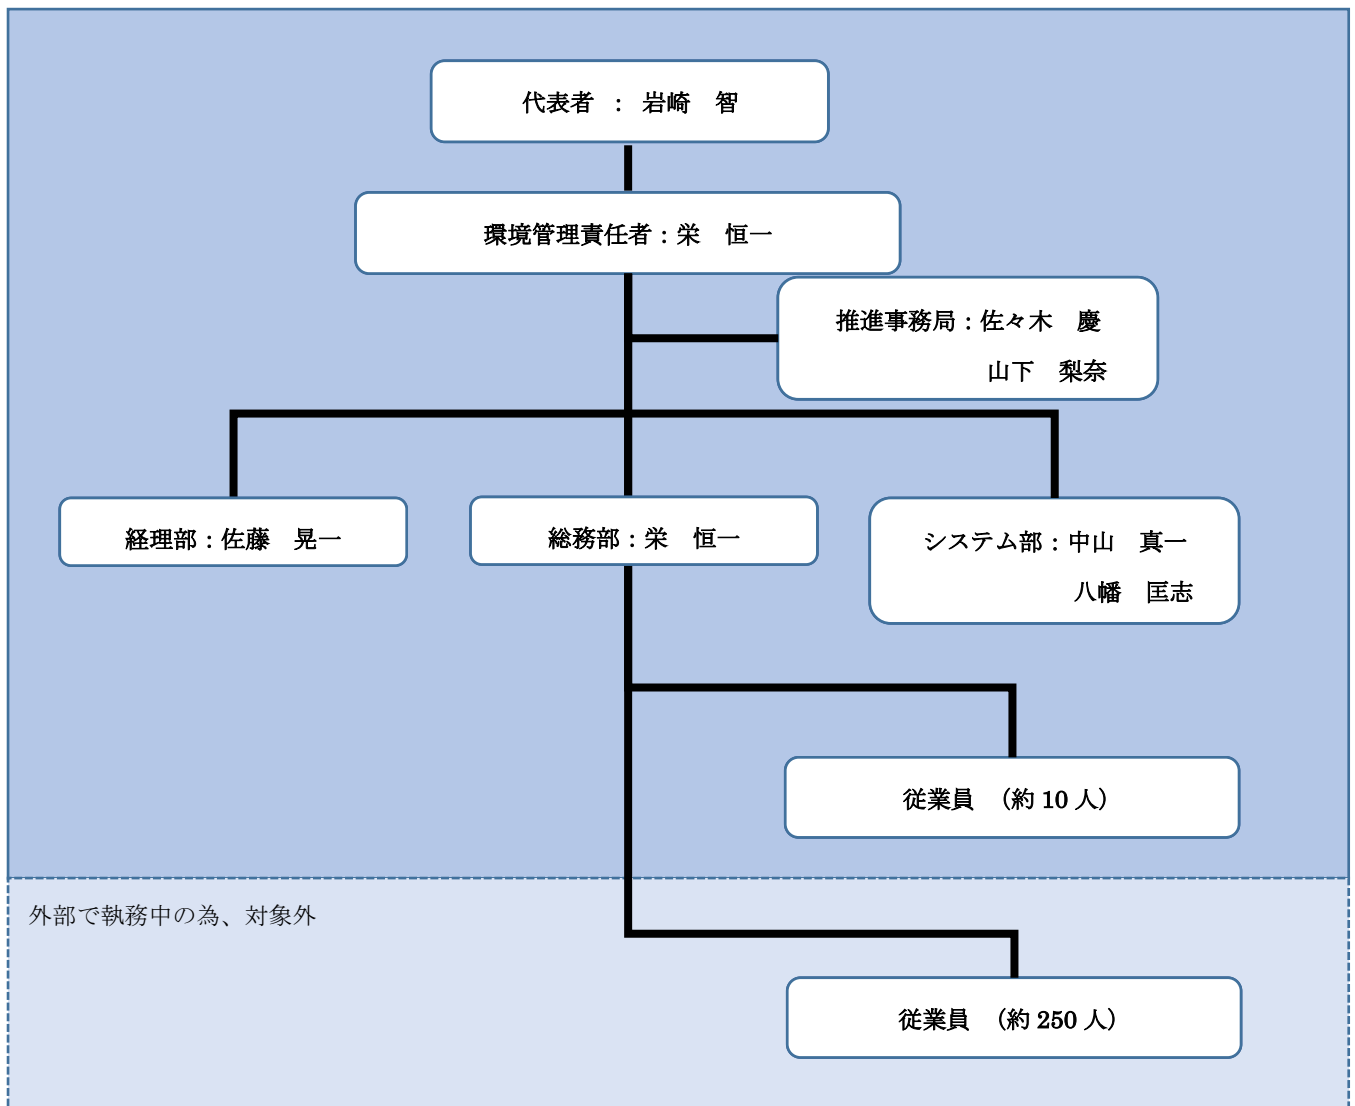 代表者　：　岩崎　智
環境管理責任者：栄　恒一
推進事務局：佐々木　慶
山下　梨奈
経理部：佐藤　晃一
総務部：栄　恒一
システム部：中山　真一
八幡　匡志
従業員　（約 10 人）
外部で執務中の為、対象外
従業員　（約 250 人）